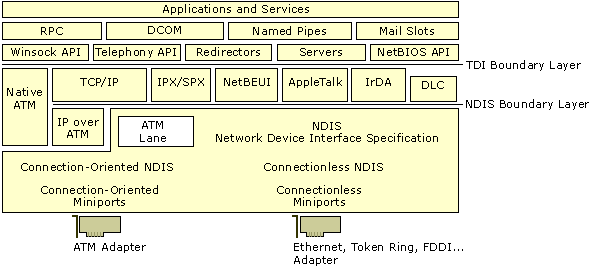 Applications and Services
RPC DCOM Named Pipes Mail Slots
Winsock API Telephony API Redirectors Servers NetBIOS API
TDI Boundary Layer
Native ATM
TCP/IP IPX/SPX NetBEUI AppleTalk IrDA DLC
NDIS Boundary Layer
IP over ATM
ATM Lane
NDIS
Network Device Interface Specification
Connection-Oriented NDIS Connectionless NDIS
Connection-Oriented Miniports
Connectionless Miniports
ATM Adapter
Ethernet, Token Ring, FDDI...
Adapter